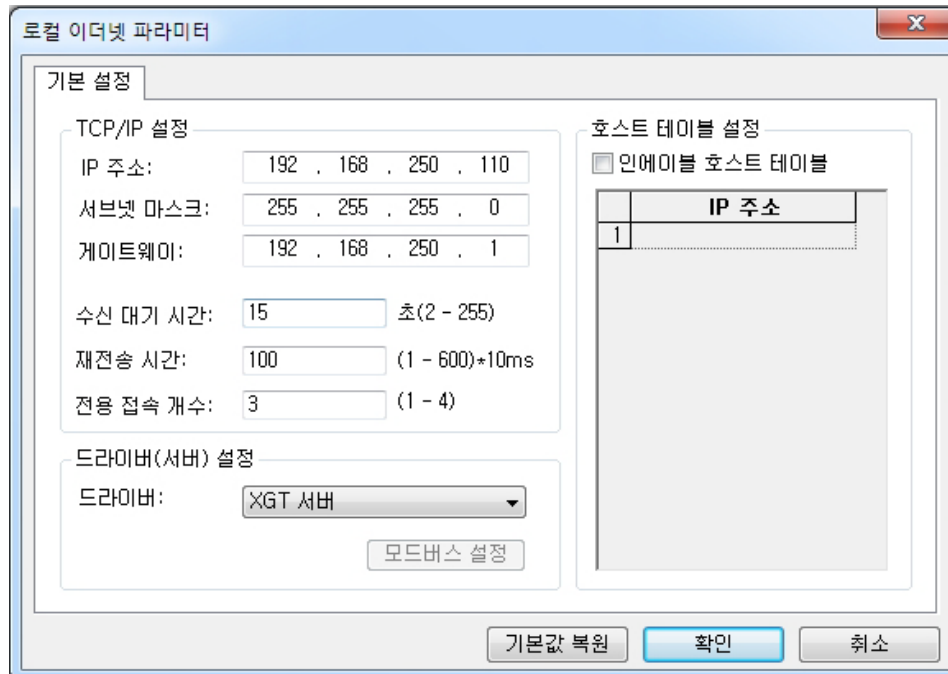 로컬 이더넷 파라미터
기본 설정
TCP/IP 설정
IP 주소: 192 . 168 . 250 . 110
서브넷 마스크: 255 . 255 . 255 . 0
게이트웨이: 192 . 168 . 250 . 1
수신 대기 시간: 15 초(2 - 255)
재전송 시간: 100 (1 - 600)*10ms
전용 접속 개수: 3 (1 - 4)
드라이버(서버) 설정
드라이버: XGT 서버
모드버스 설정
호스트 테이블 설정
인에이블 호스트 테이블
IP 주소
1
기본값 복원 확인 취소